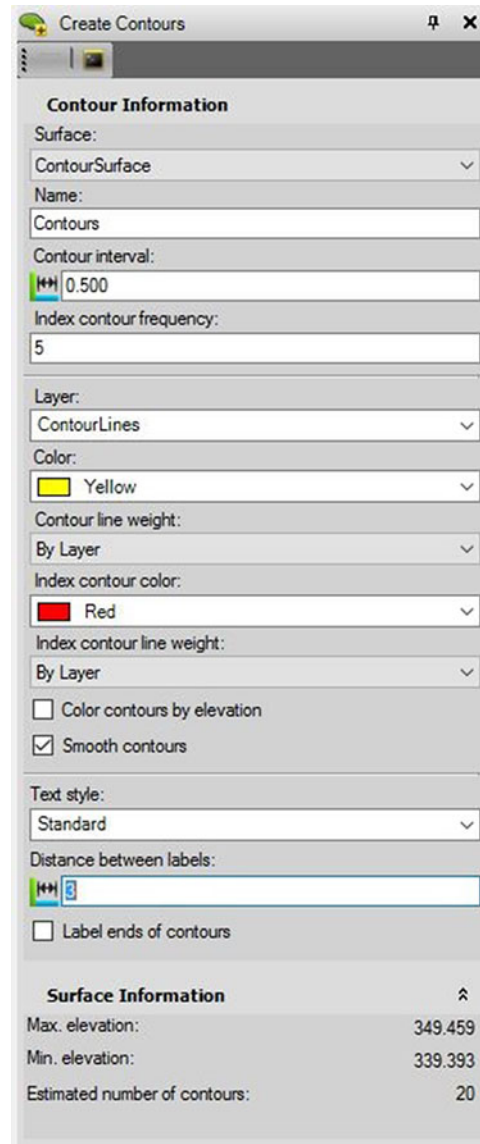 Create Contours
Contour Information
Surface:
ContourSurface
Name:
Contours
Contour interval:
0.500
Index contour frequency:
5
Layer:
ContourLines
Color:
Yellow
Contour line weight:
By Layer
Index contour color:
Red
Index contour line weight:
By Layer
Color contours by elevation
Smooth contours
Text style:
Standard
Distance between labels:
3
Label ends of contours
Surface Information
Max. elevation: 349.459
Min. elevation: 339.393
Estimated number of contours: 20